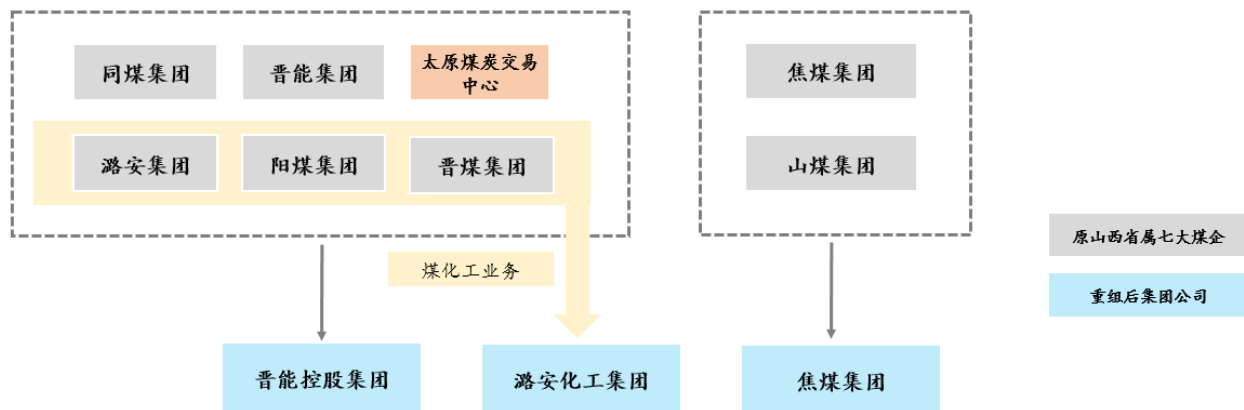 同煤集团
晋能集团
太原煤炭交易
中心
焦煤集团
潞安集团
阳煤集团
晋煤集团
山煤集团
原山西省属七大煤企
煤化工业务
重组后集团公司
晋能控股集团
潞安化工集团
焦煤集团